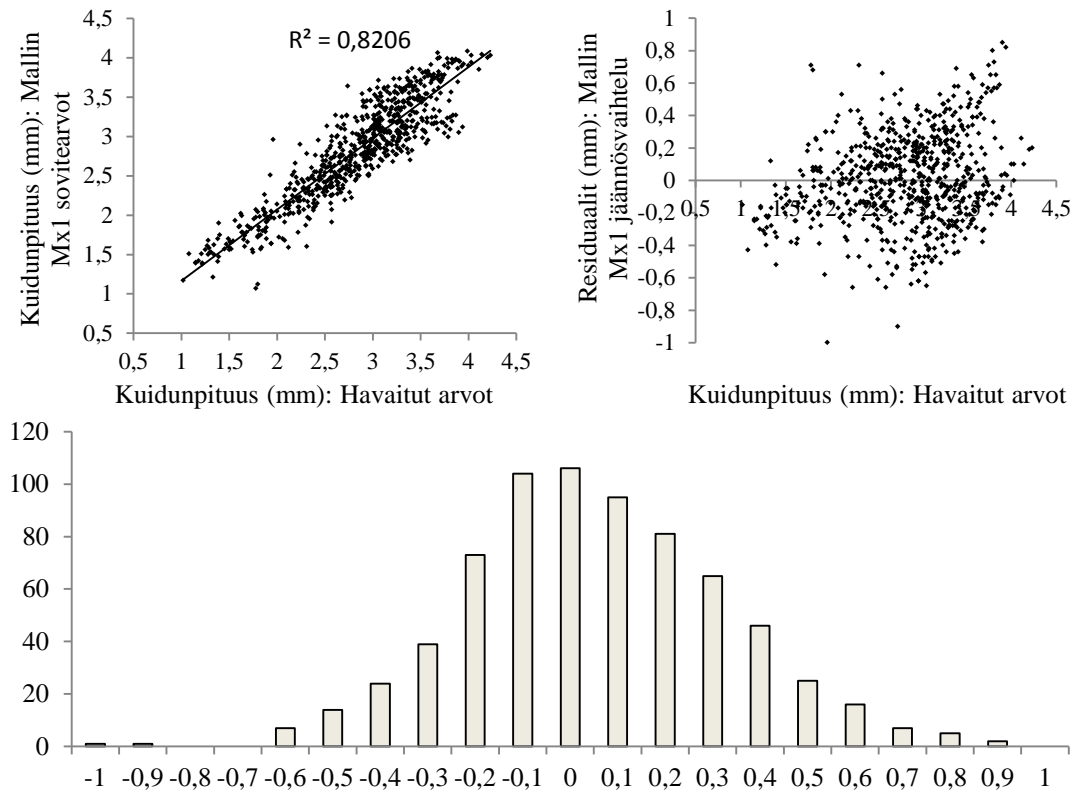 Kuidunpituus (mm): Mallin
Mx1 sovitearvot
4,5
4
3,5
3
2,5
2
1,5
1
0,5
R² = 0,8206
0,5 1 1,5 2 2,5 3 3,5 4 4,5
Kuidunpituus (mm): Havaitut arvot
Residuaalit (mm): Mallin
Mx1 jäännösvaihtelu
1
0,8
0,6
0,4
0,2
0
-0,2
-0,4
-0,6
-0,8
-1
0,5 1 1,5 2 2,5 3 3,5 4 4,5
Kuidunpituus (mm): Havaitut arvot
120
100
80
60
40
20
0
-1 -0,9 -0,8 -0,7 -0,6 -0,5 -0,4 -0,3 -0,2 -0,1 0 0,1 0,2 0,3 0,4 0,5 0,6 0,7 0,8 0,9 1